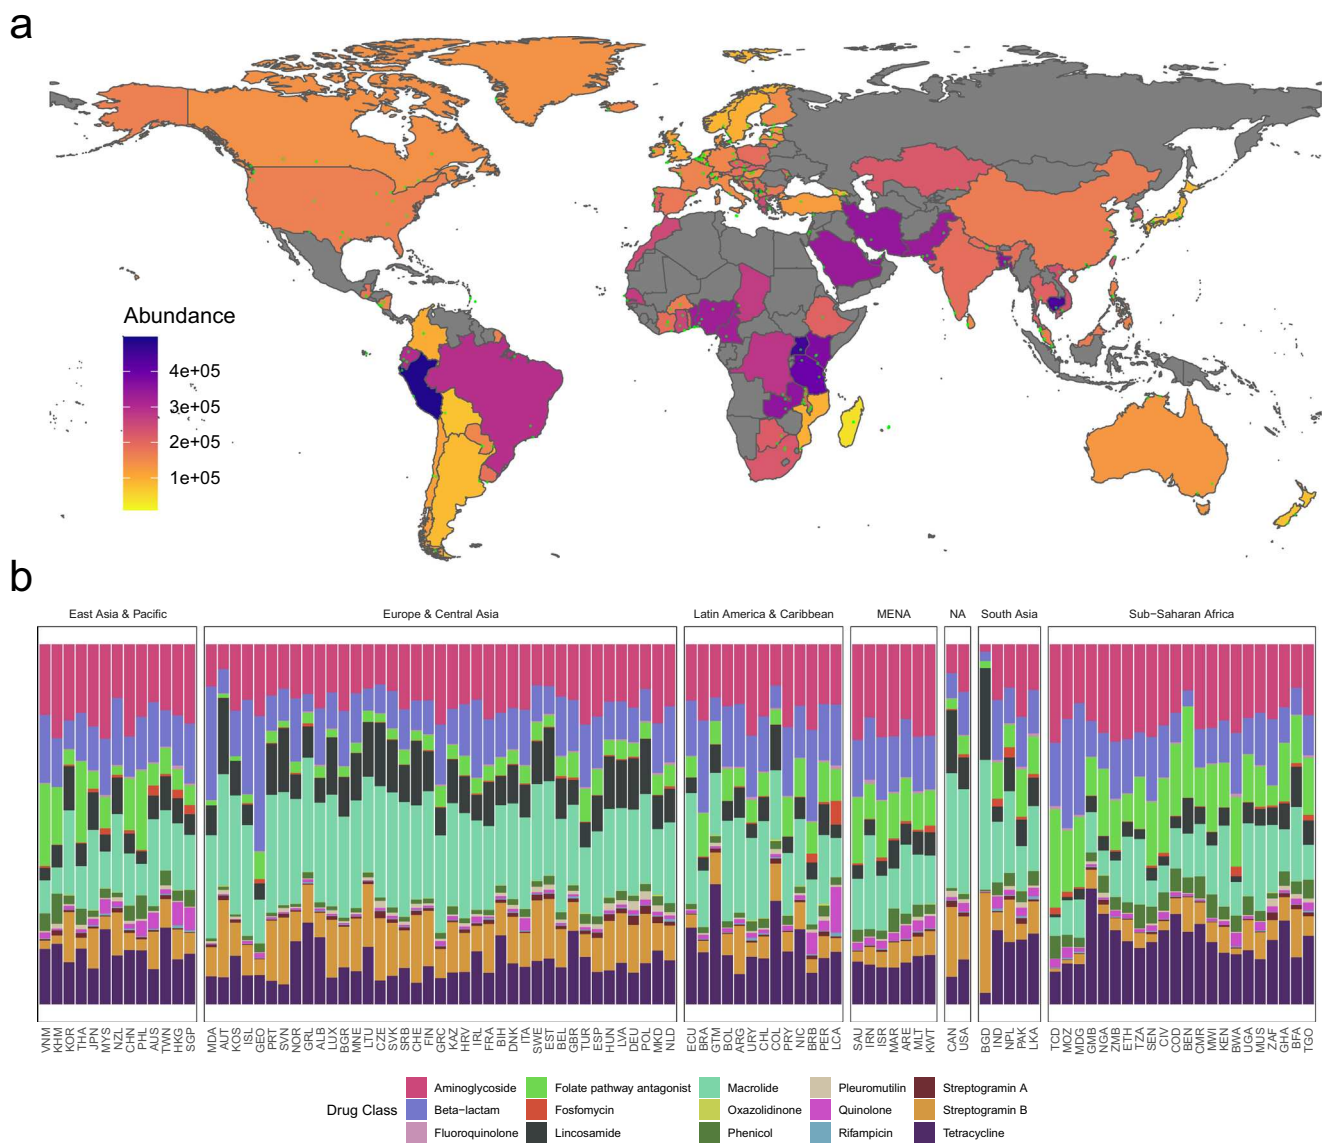 a
Abundance
4e+05
3e+05
2e+05
1e+05
b
East Asia & Pacific
Europe & Central Asia
Latin America & Caribbean
MENA
NA
South Asia
Sub−Saharan Africa
VNM KHM KOR THA JPN MYS NZL CHN PHL AUS TWN HKG SGP MDA AUT KOS ISL GEO PRT SVN NOR GRL ALB LUX BGR MNE LTU CZE SVK SRB CHE FIN GRC KAZ HRV IRL FRA BIH DNK ITA SWE EST BEL GBR TUR ESP HUN LVA DEU POL MKD NLD ECU BRA GTM BOL ARG URY CHL COL PRY NIC BRB PER LCA SAU IRN ISR MAR ARE MLT KWT CAN USA BGD IND NPL PAK LKA TCD MOZ MDG GMB NGA ZMB ETH TZA SEN CIV COD BEN CMR MWI KEN BWA UGA MUS ZAF GHA BFA TGO
Drug Class
Aminoglycoside
Beta−lactam
Fluoroquinolone
Folate pathway antagonist
Fosfomycin
Lincosamide
Macrolide
Oxazolidinone
Phenicol
Pleuromutilin
Quinolone
Rifampicin
Streptogramin A
Streptogramin B
Tetracycline